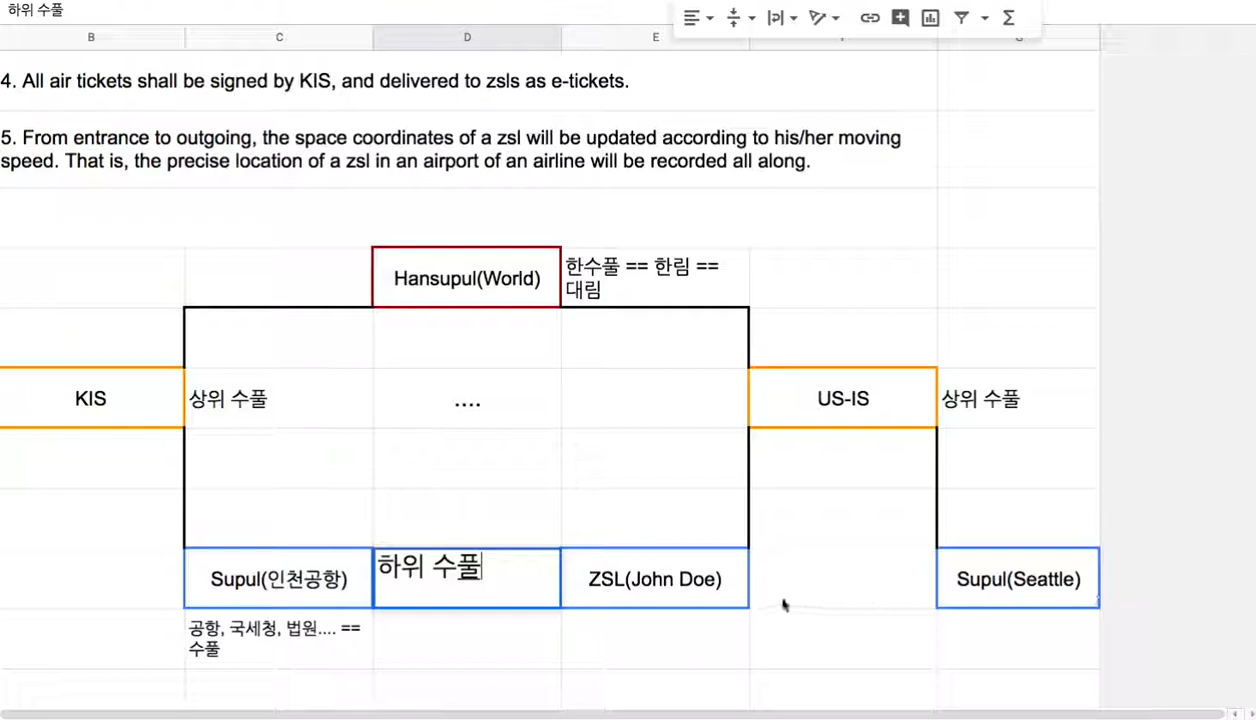 하위 수풀
B C D E
4. All air tickets shall be signed by KIS, and delivered to zsls as e-tickets.
5. From entrance to outgoing, the space coordinates of a zsl will be updated according to his/her moving
speed. That is, the precise location of a zsl in an airport of an airline will be recorded all along.
Hansupul(World)
한수풀 == 한림 ==
대림
KIS
상위 수풀
....
US-IS
상위 수풀
Supul(인천공항)
하위 수풀
ZSL(John Doe)
Supul(Seattle)
공항, 국세청, 법원.... ==
수풀